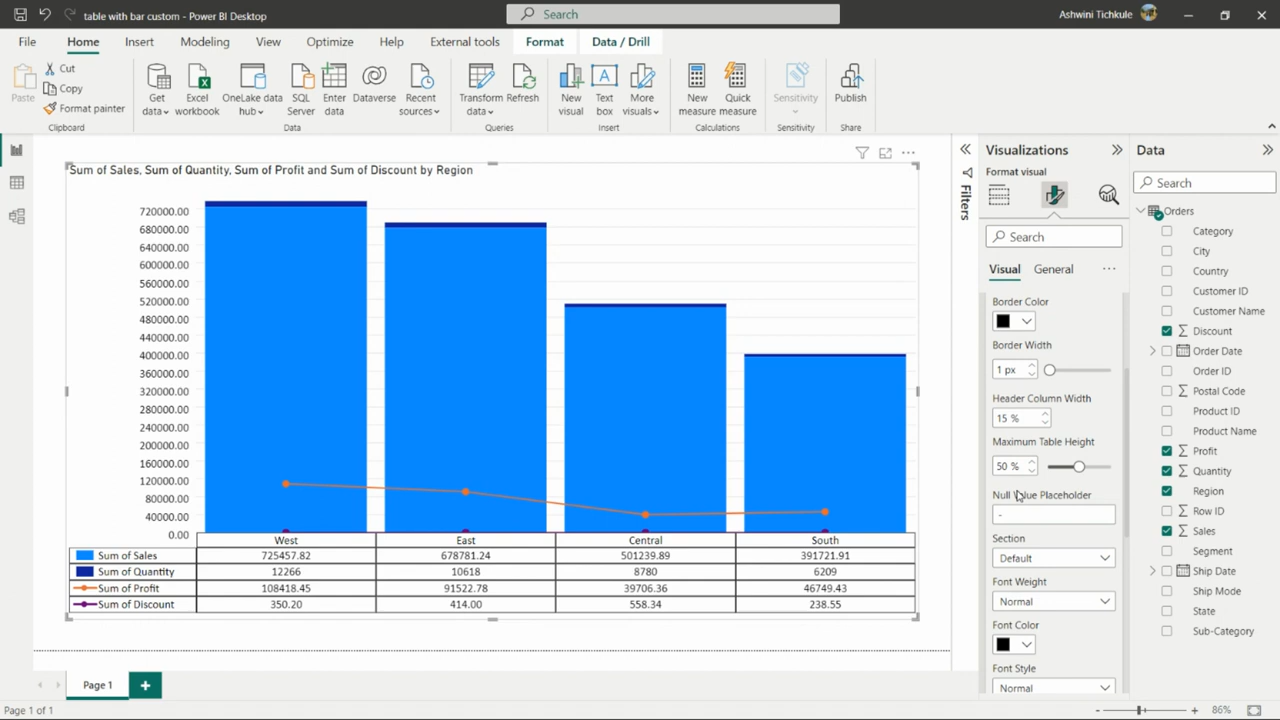 table with bar custom - Power BI Desktop
Search
Ashwini Tichkule
File Home Insert Modeling View Optimize Help External tools Format Data / Drill
Paste
Cut
Copy
Format painter
Clipboard
Get data
Excel workbook
OneLake data hub
SQL Server
Enter data
Dataverse
Recent sources
Data
Transform data
Refresh
Queries
New visual
Text box
More visuals
Insert
New measure
Quick measure
Calculations
Sensitivity
Sensitivity
Publish
Share
Sum of Sales, Sum of Quantity, Sum of Profit and Sum of Discount by Region
720000.00
680000.00
640000.00
600000.00
560000.00
520000.00
480000.00
440000.00
400000.00
360000.00
320000.00
280000.00
240000.00
200000.00
160000.00
120000.00
80000.00
40000.00
0.00
West East Central South
Sum of Sales 725457.82 678781.24 501239.89 391721.91
Sum of Quantity 12266 10618 8780 6209
Sum of Profit 108418.45 91522.78 39706.36 46749.43
Sum of Discount 350.20 414.00 558.34 238.55
Filters
Visualizations
Format visual
Search
Visual General
Border Color
Border Width
1 px
Header Column Width
15 %
Maximum Table Height
50 %
Null Value Placeholder
-
Section
Default
Font Weight
Normal
Font Color
Font Style
Normal
Data
Search
Orders
Category
City
Country
Customer ID
Customer Name
Discount
Order Date
Order ID
Postal Code
Product ID
Product Name
Profit
Quantity
Region
Row ID
Sales
Segment
Ship Date
Ship Mode
State
Sub-Category
Page 1
Page 1 of 1
86%